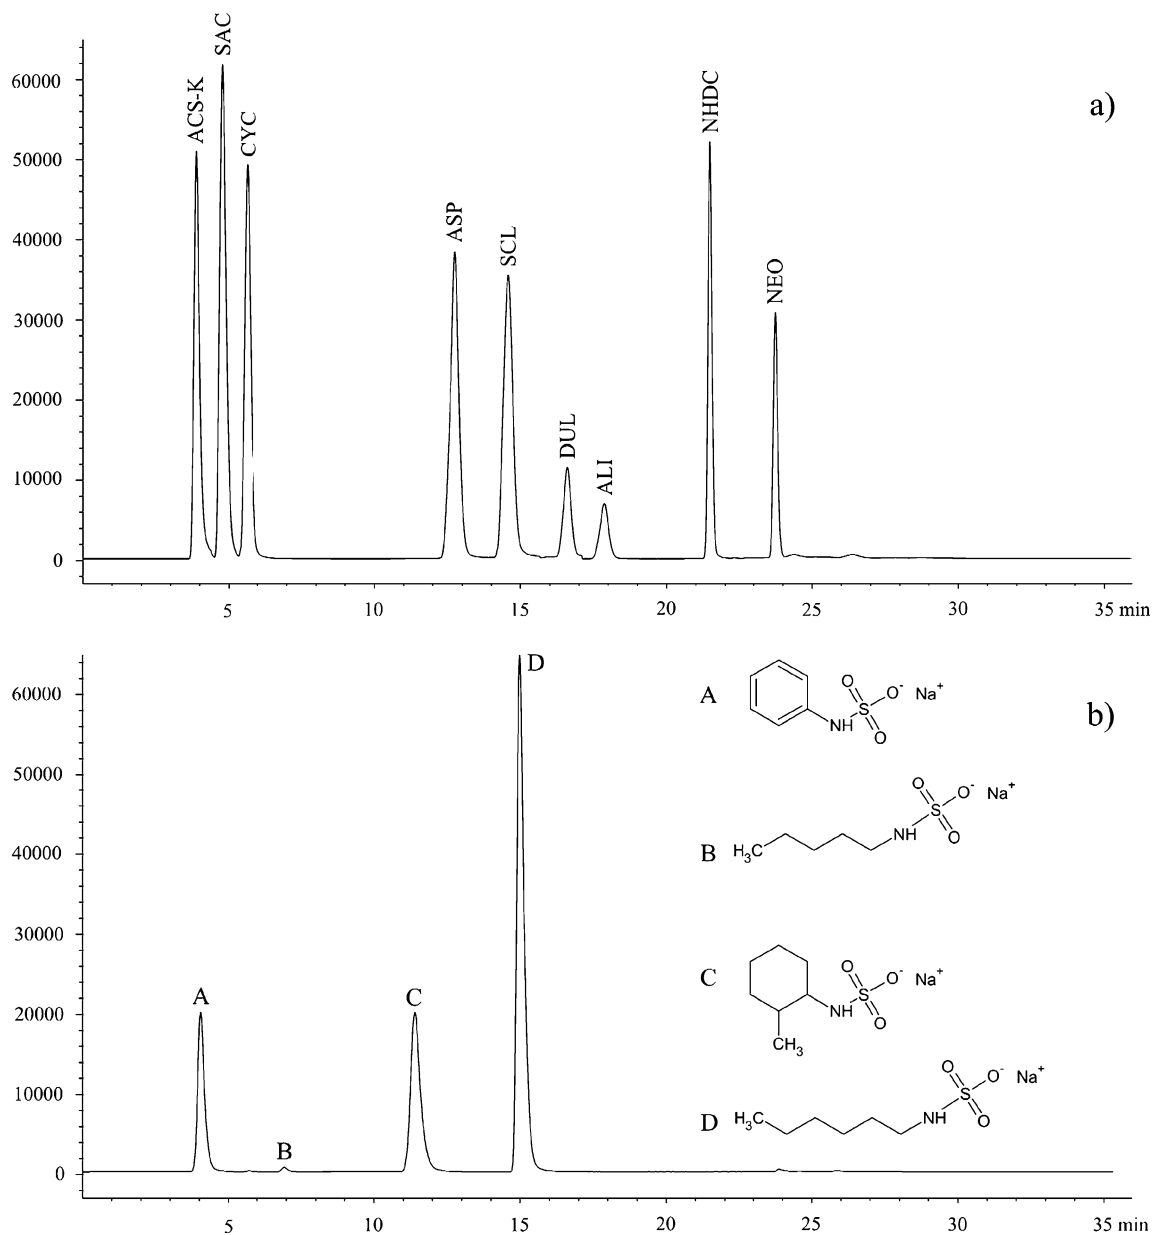 a)
ACS-K
SAC
CYC
ASP
SCL
DUL
ALI
NHDC
NEO
60000
50000
40000
30000
20000
10000
0
5 10 15 20 25 30 35 min
b)
60000
50000
40000
30000
20000
10000
0
A
B
C
D
A
NH S O O O- Na+
B
H3C NH S O O O- Na+
C
CH3 NH S O O O- Na+
D
H3C NH S O O O- Na+
5 10 15 20 25 30 35 min